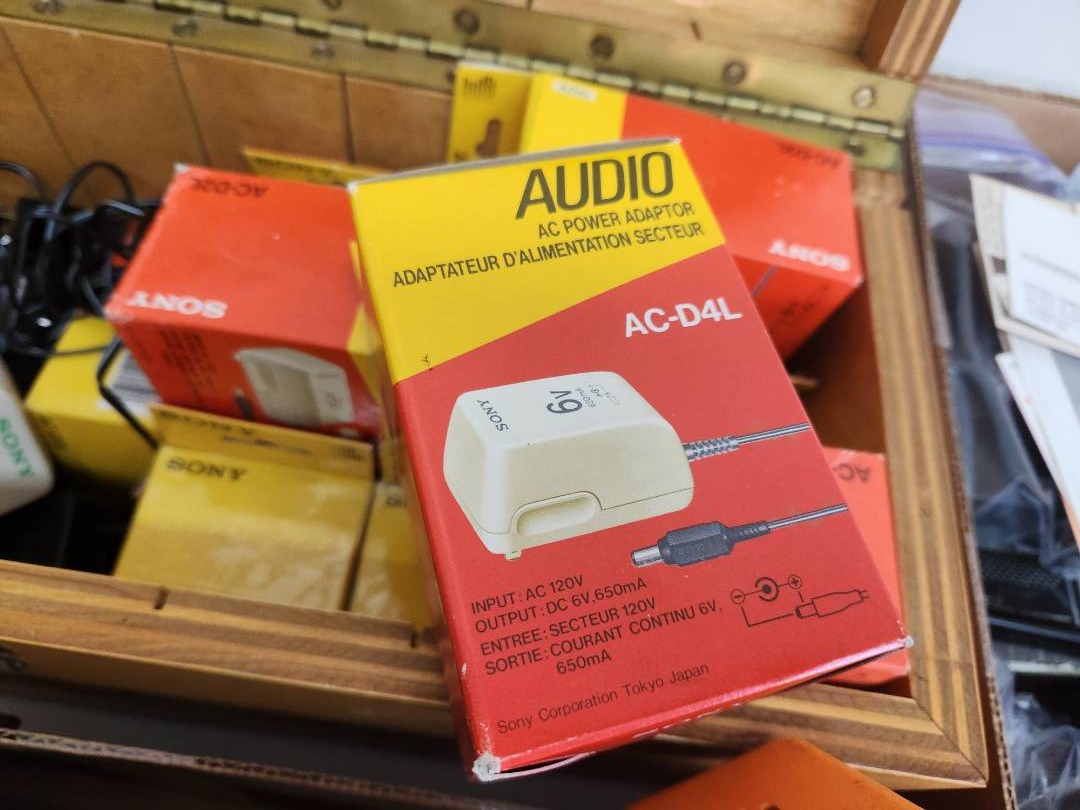 AUDIO
AC POWER ADAPTOR
ADAPTATEUR D'ALIMENTATION SECTEUR
AC-D4L
SONY
6V
650mA
INPUT : AC 120V
OUTPUT : DC 6V, 650mA
ENTREE : SECTEUR 120V
SORTIE : COURANT CONTINU 6V,
650mA
Sony Corporation Tokyo Japan
SONY
SONY
SONY
SONY